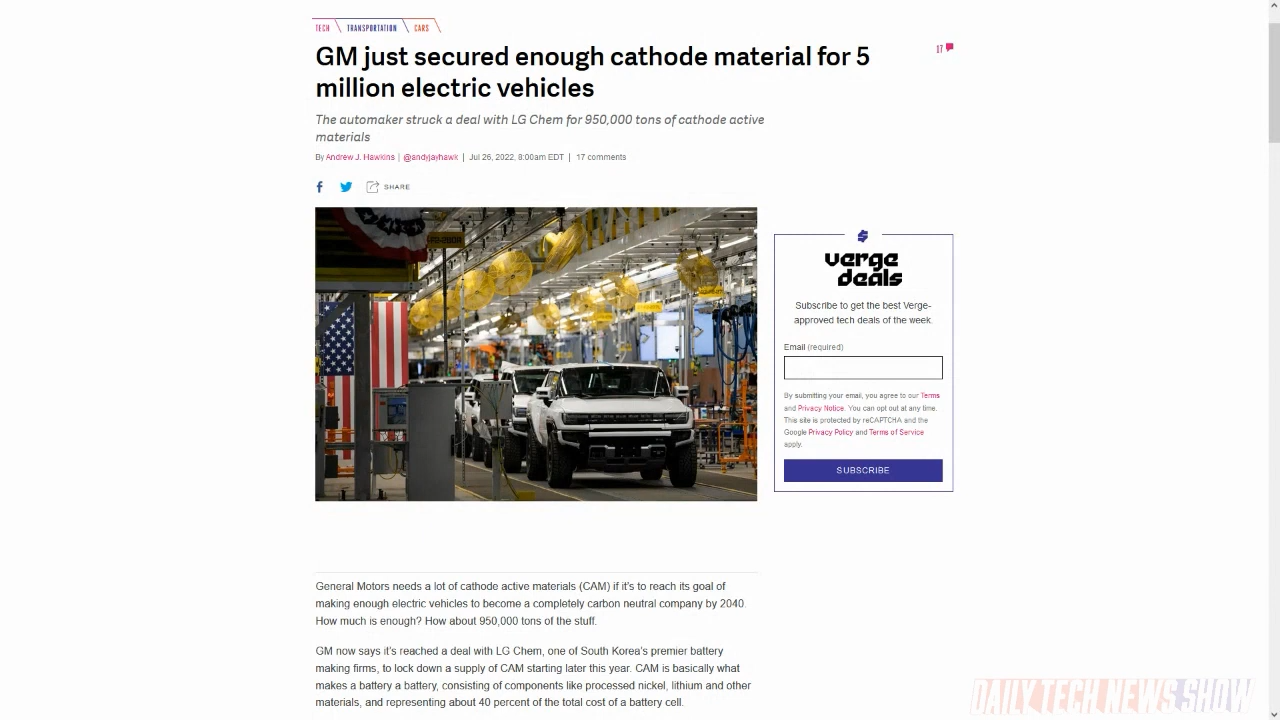 TECH TRANSPORTATION CARS
GM just secured enough cathode material for 5
million electric vehicles
17
The automaker struck a deal with LG Chem for 950,000 tons of cathode active
materials
By Andrew J. Hawkins | @andyjayhawk | Jul 26, 2022, 8:00am EDT | 17 comments
SHARE
verge
deals
Subscribe to get the best Verge-
approved tech deals of the week.
Email (required)
By submitting your email, you agree to our Terms
and Privacy Notice. You can opt out at any time.
This site is protected by reCAPTCHA and the
Google Privacy Policy and Terms of Service
apply.
SUBSCRIBE
General Motors needs a lot of cathode active materials (CAM) if it's to reach its goal of
making enough electric vehicles to become a completely carbon neutral company by 2040.
How much is enough? How about 950,000 tons of the stuff.
GM now says it's reached a deal with LG Chem, one of South Korea's premier battery
making firms, to lock down a supply of CAM starting later this year. CAM is basically what
makes a battery a battery, consisting of components like processed nickel, lithium and other
materials, and representing about 40 percent of the total cost of a battery cell.
DAILY TECH NEWS SHOW